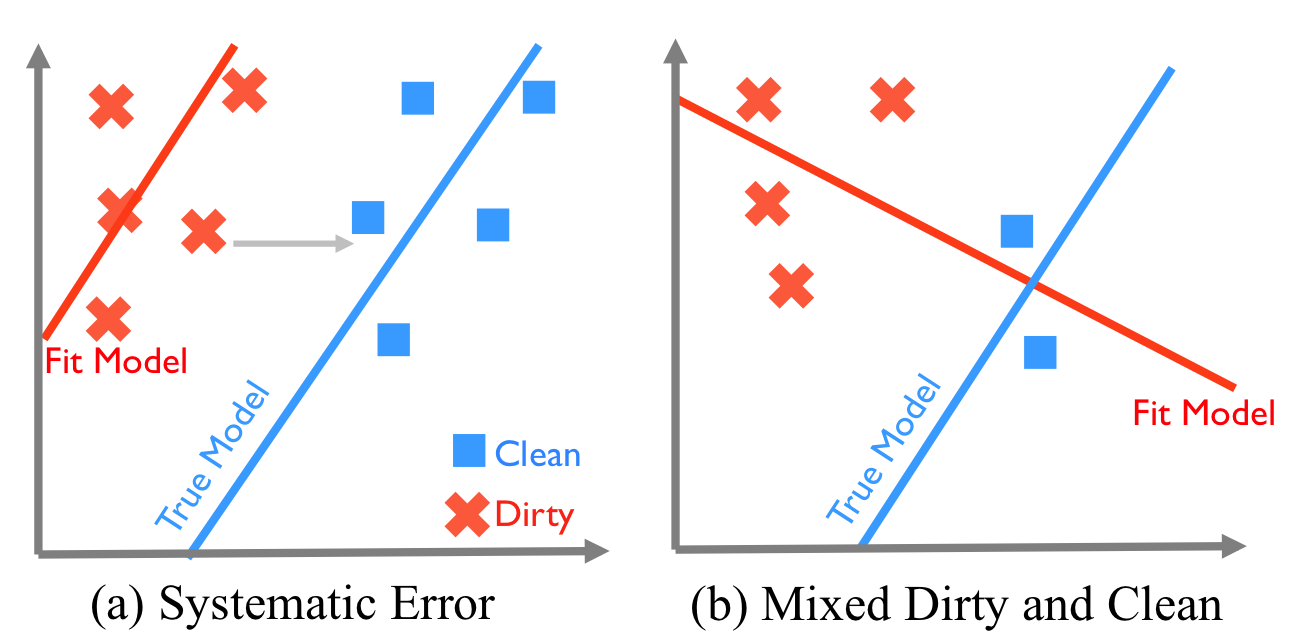 Fit Model
True Model
Clean
Dirty
(a) Systematic Error
True Model
Fit Model
(b) Mixed Dirty and Clean